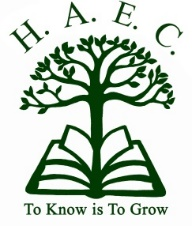 H. A. E. C.
To Know is To Grow